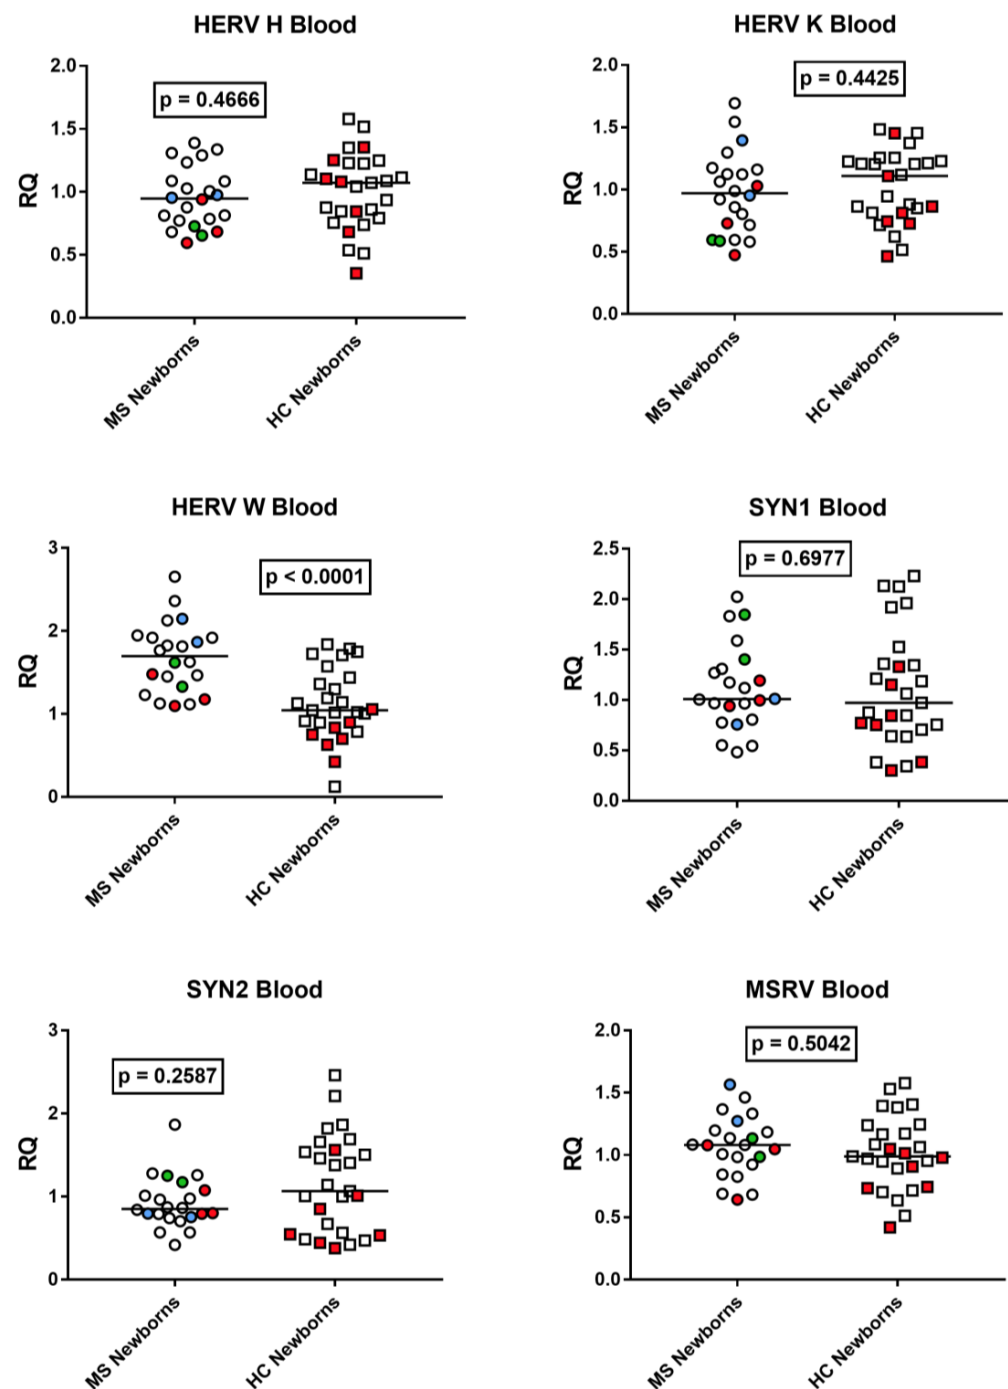 HERV H Blood
2.0
1.5
1.0
0.5
0.0
RQ
p = 0.4666
MS Newborns
HC Newborns
HERV K Blood
2.0
1.5
1.0
0.5
0.0
RQ
p = 0.4425
MS Newborns
HC Newborns
HERV W Blood
3
2
1
0
RQ
p < 0.0001
MS Newborns
HC Newborns
SYN1 Blood
2.5
2.0
1.5
1.0
0.5
0.0
RQ
p = 0.6977
MS Newborns
HC Newborns
SYN2 Blood
3
2
1
0
RQ
p = 0.2587
MS Newborns
HC Newborns
MSRV Blood
2.0
1.5
1.0
0.5
0.0
RQ
p = 0.5042
MS Newborns
HC Newborns